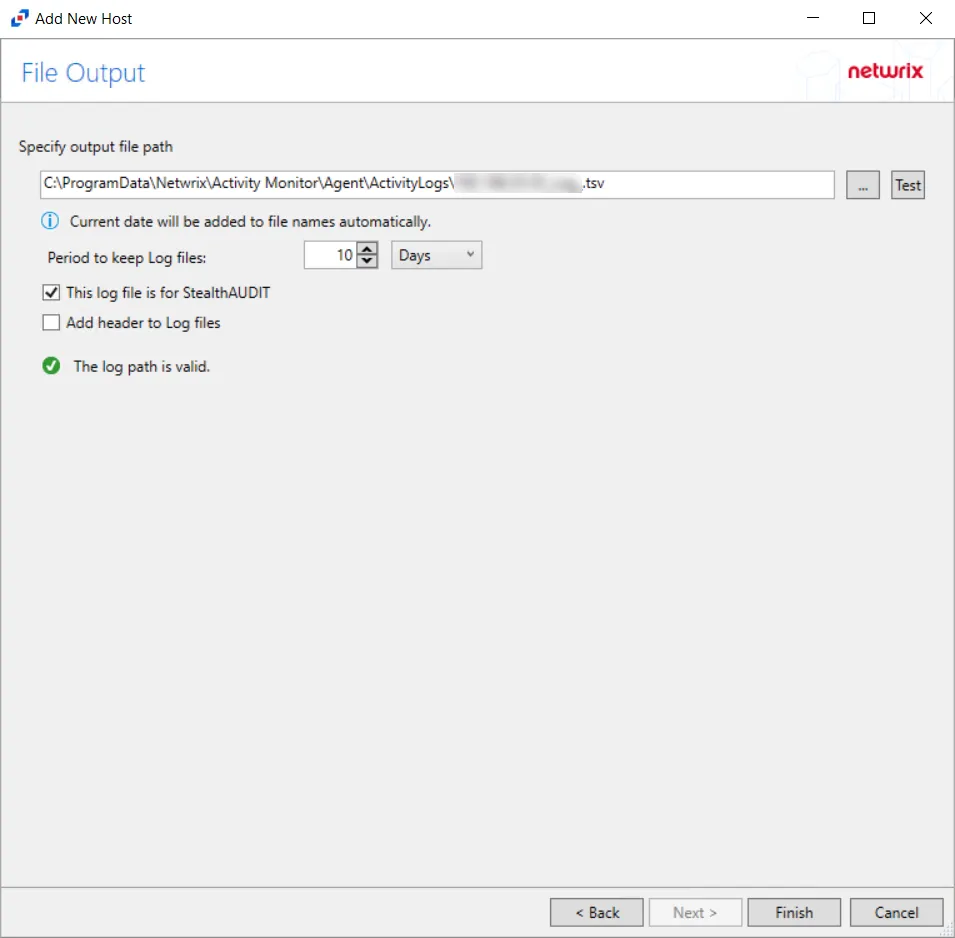 Add New Host
File Output
netwrix
Specify output file path
C:\ProgramData\Netwrix\Activity Monitor\Agent\ActivityLogs\ .tsv
...
Test
Current date will be added to file names automatically.
Period to keep Log files: 10 Days
This log file is for StealthAUDIT
Add header to Log files
The log path is valid.
< Back Next > Finish Cancel